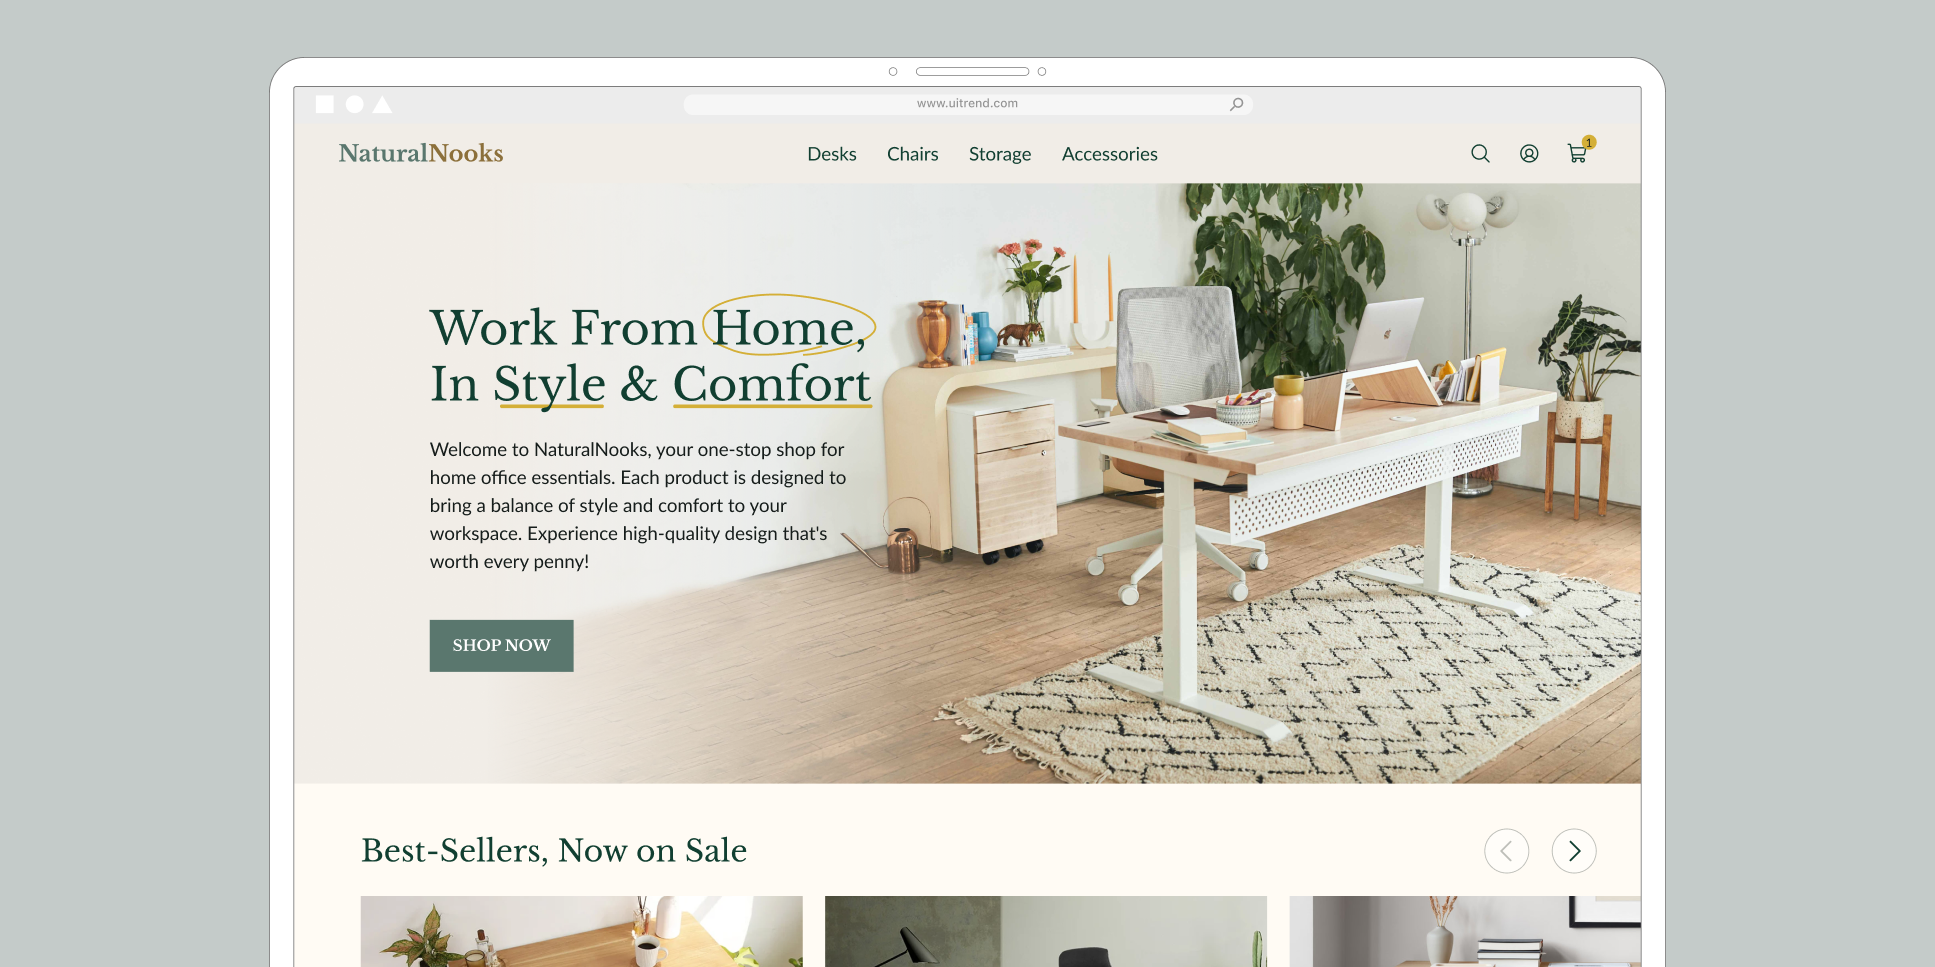 www.uitrend.com
NaturalNooks
Desks Chairs Storage Accessories
1
Work From Home,
In Style & Comfort
Welcome to NaturalNooks, your one-stop shop for
home office essentials. Each product is designed to
bring a balance of style and comfort to your
workspace. Experience high-quality design that's
worth every penny!
SHOP NOW
Best-Sellers, Now on Sale